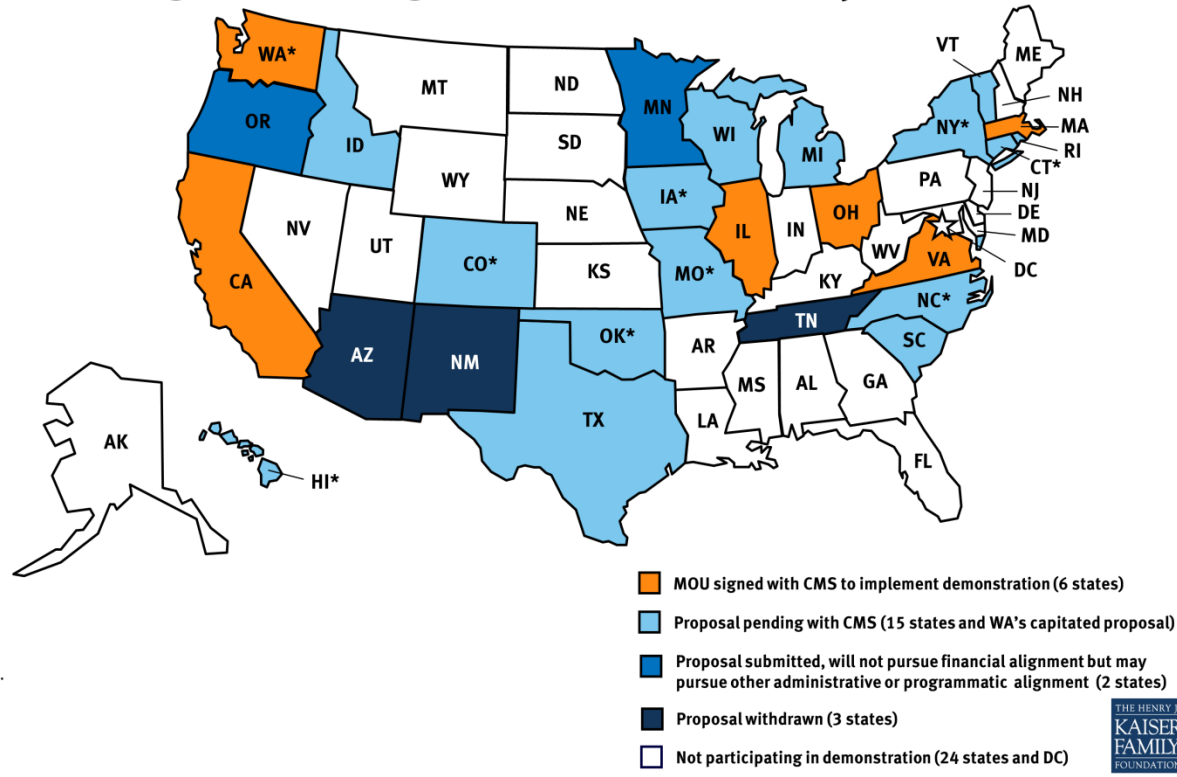 WA*
MT
ND
MN
VT
ME
OR
ID
SD
WI
MI
NY*
NH
MA
RI
CT*
WY
IA*
PA
NJ
NE
DE
NV
UT
CO*
KS
MO*
IL
IN
OH
WV
MD
DC
CA
KY
VA
NC*
AZ
NM
OK*
AR
TN
SC
MS
AL
GA
TX
LA
FL
AK
HI*
MOU signed with CMS to implement demonstration (6 states)
Proposal pending with CMS (15 states and WA's capitated proposal)
Proposal submitted, will not pursue financial alignment but may
pursue other administrative or programmatic alignment (2 states)
Proposal withdrawn (3 states)
Not participating in demonstration (24 states and DC)
THE HENRY J.
KAISER
FAMILY
FOUNDATION